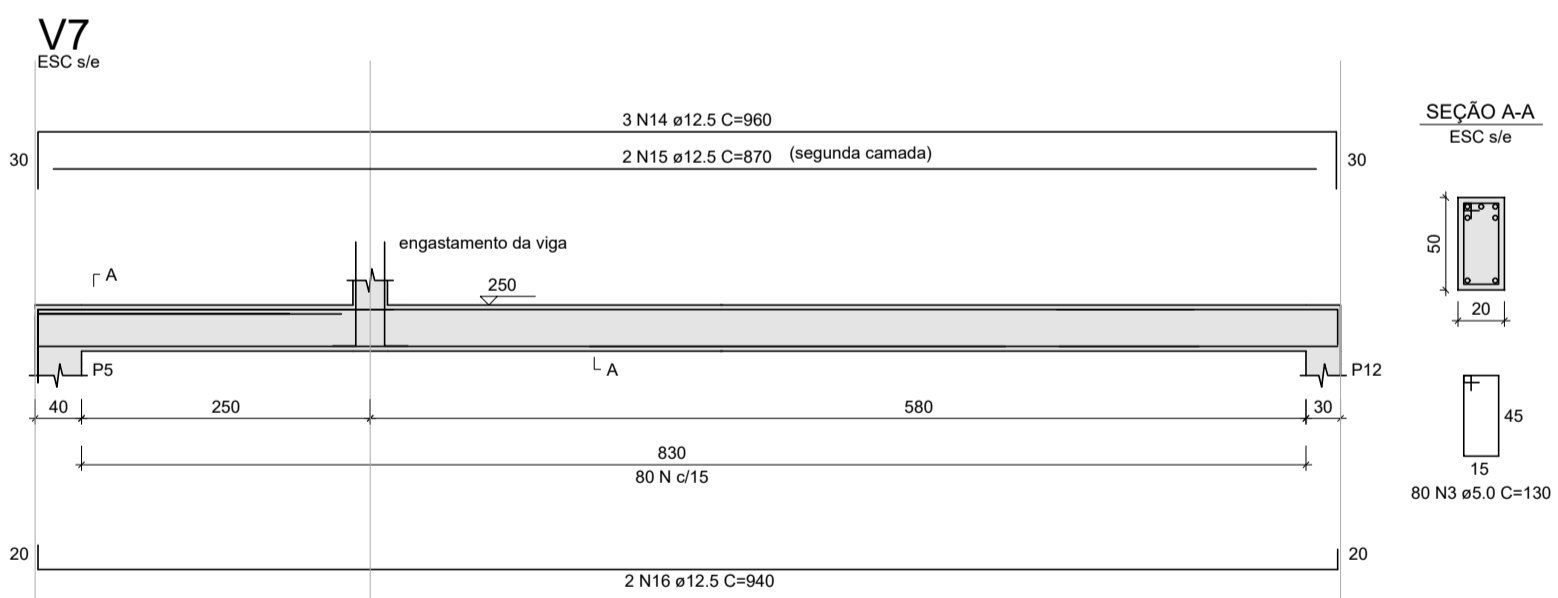 V7
ESC s/e
3 N14 ø12.5 C=960
30
2 N15 ø12.5 C=870 (segunda camada)
30
SEÇÃO A-A
ESC s/e
engastamento da viga
A
250
50
20
P5
A
P12
40
250
580
30
830
80 N c/15
45
15
80 N3 ø5.0 C=130
20
20
2 N16 ø12.5 C=940